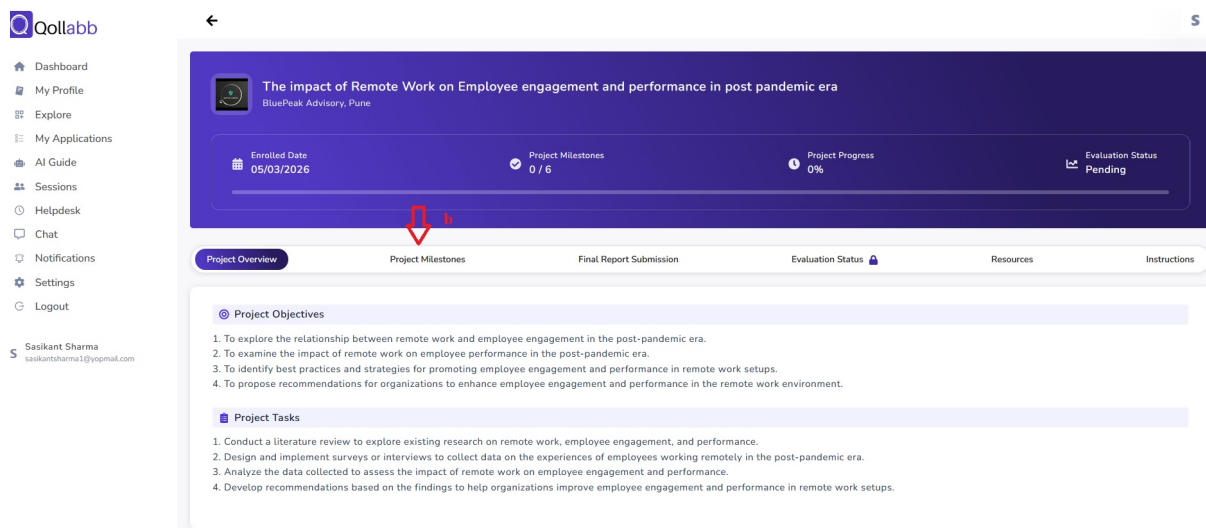 Qollabb
S
Dashboard
My Profile
Explore
My Applications
AI Guide
Sessions
Helpdesk
Chat
Notifications
Settings
Logout
S
Sasikant Sharma
sasikantsharma1@yopmail.com
The impact of Remote Work on Employee engagement and performance in post pandemic era
BluePeak Advisory, Pune
Enrolled Date
05/03/2026
Project Milestones
0 / 6
Project Progress
0%
Evaluation Status
Pending
h
Project Overview
Project Milestones
Final Report Submission
Evaluation Status
Resources
Instructions
Project Objectives
1. To explore the relationship between remote work and employee engagement in the post-pandemic era.
2. To examine the impact of remote work on employee performance in the post-pandemic era.
3. To identify best practices and strategies for promoting employee engagement and performance in remote work setups.
4. To propose recommendations for organizations to enhance employee engagement and performance in the remote work environment.
Project Tasks
1. Conduct a literature review to explore existing research on remote work, employee engagement, and performance.
2. Design and implement surveys or interviews to collect data on the experiences of employees working remotely in the post-pandemic era.
3. Analyze the data collected to assess the impact of remote work on employee engagement and performance.
4. Develop recommendations based on the findings to help organizations improve employee engagement and performance in remote work setups.